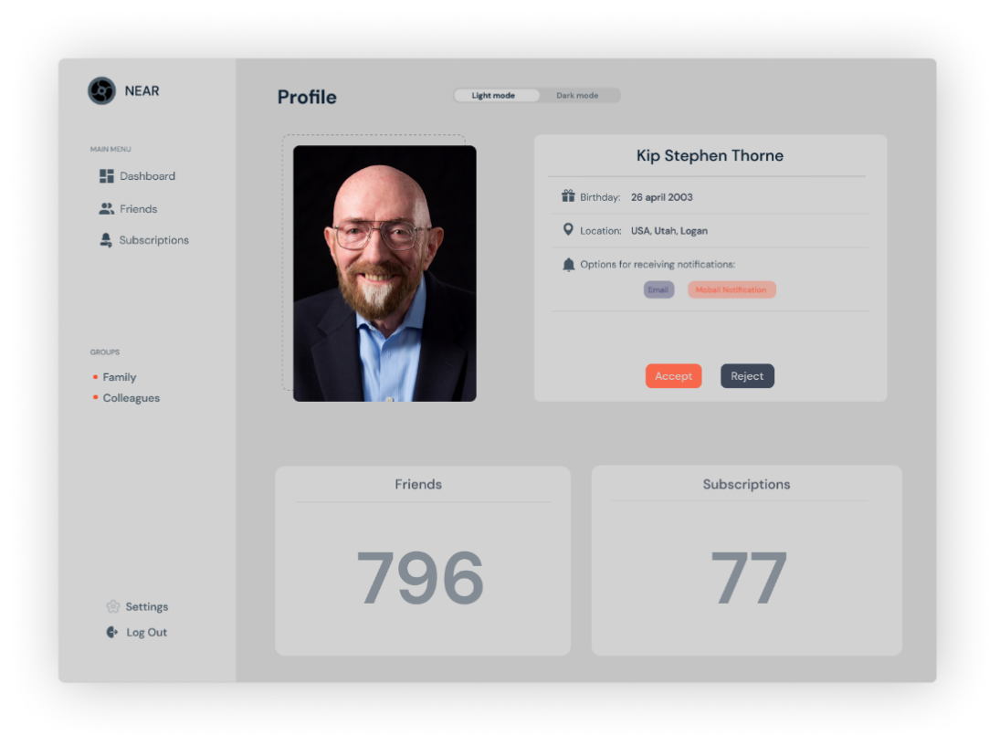 NEAR
Profile
Light mode
Dark mode
MAIN MENU
Dashboard
Friends
Subscriptions
GROUPS
Family
Colleagues
Settings
Log Out
Kip Stephen Thorne
Birthday: 26 april 2003
Location: USA, Utah, Logan
Options for receiving notifications:
Email
Moball Notification
Accept
Reject
Friends
796
Subscriptions
77